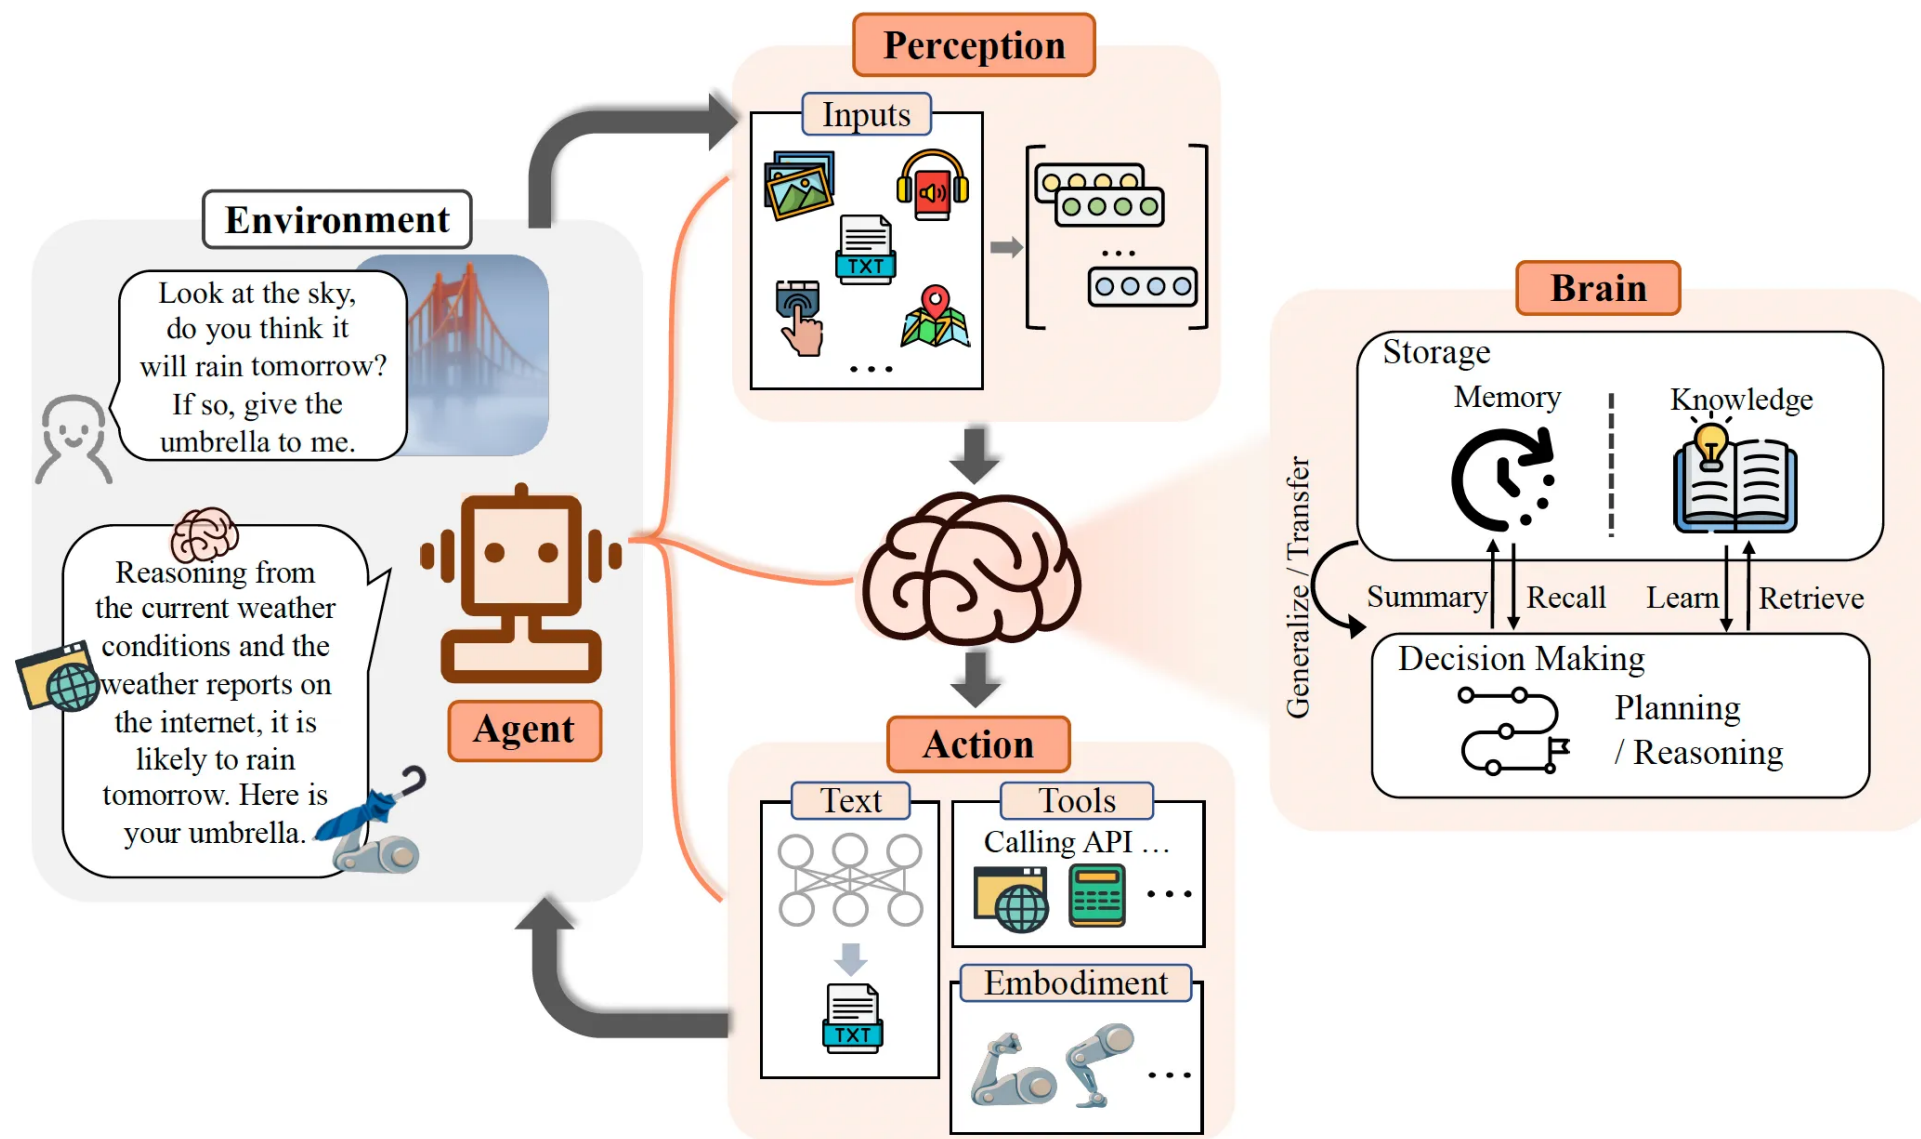 Perception
Inputs
TXT
Environment
Look at the sky,
do you think it
will rain tomorrow?
If so, give the
umbrella to me.
Reasoning from
the current weather
conditions and the
weather reports on
the internet, it is
likely to rain
tomorrow. Here is
your umbrella.
Agent
Brain
Storage
Memory
Knowledge
Generalize / Transfer
Summary
Recall
Learn
Retrieve
Decision Making
Planning
/ Reasoning
Action
Text
TXT
Tools
Calling API ...
Embodiment